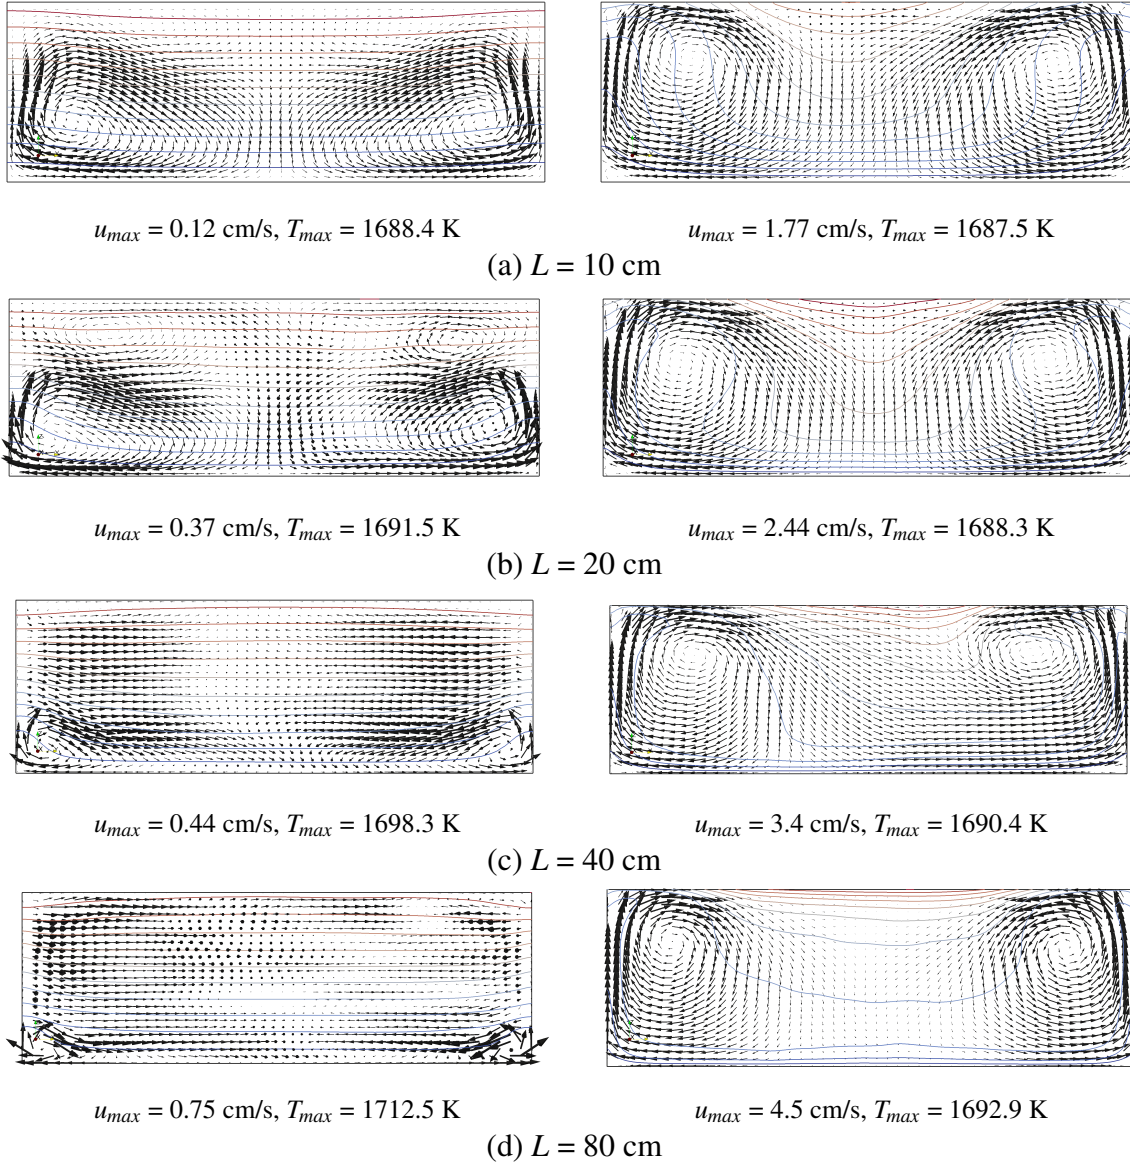 u_max = 0.12 cm/s, T_max = 1688.4 K
u_max = 1.77 cm/s, T_max = 1687.5 K
(a) L = 10 cm
u_max = 0.37 cm/s, T_max = 1691.5 K
u_max = 2.44 cm/s, T_max = 1688.3 K
(b) L = 20 cm
u_max = 0.44 cm/s, T_max = 1698.3 K
u_max = 3.4 cm/s, T_max = 1690.4 K
(c) L = 40 cm
u_max = 0.75 cm/s, T_max = 1712.5 K
u_max = 4.5 cm/s, T_max = 1692.9 K
(d) L = 80 cm